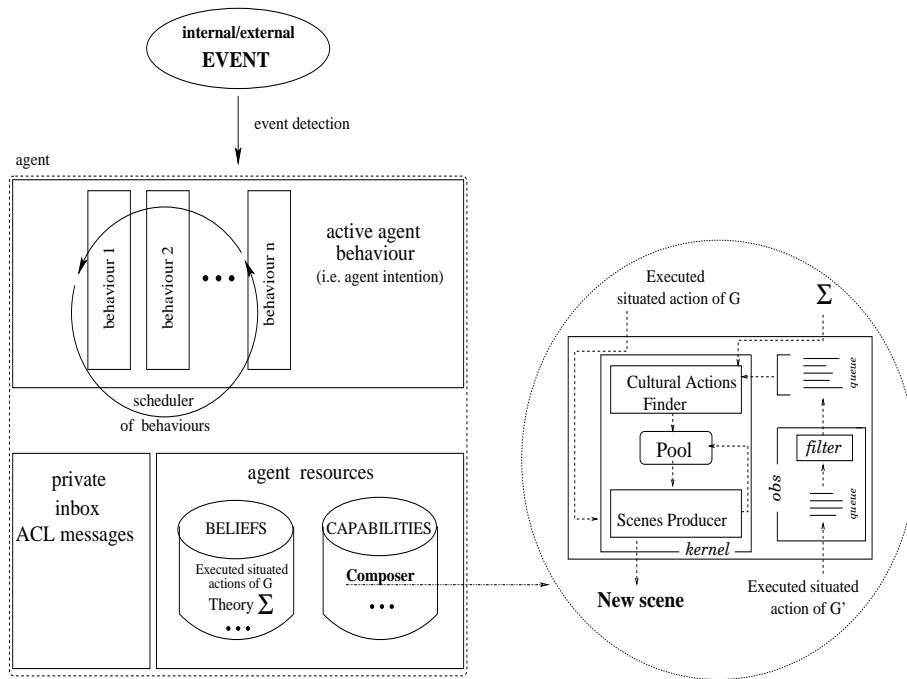 internal/external
EVENT
event detection
agent
behaviour 1
behaviour 2
•••
behaviour n
active agent
behaviour
(i.e. agent intention)
scheduler
of behaviours
private
inbox
ACL messages
agent resources
BELIEFS
Executed situated
actions of G
Theory Σ
•••
CAPABILITIES
Composer
•••
Executed
situated action of G
Σ
Cultural Actions
Finder
Pool
Scenes Producer
kernel
queue
filter
obs
queue
New scene
Executed situated
action of G'